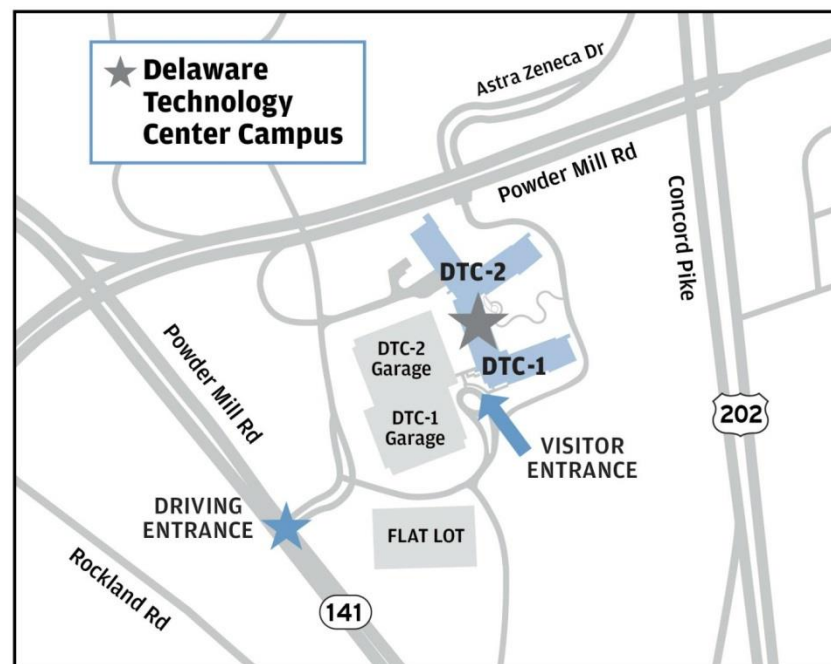 Delaware
Technology
Center Campus
Astra Zeneca Dr
Powder Mill Rd
Concord Pike
DTC-2
DTC-1
DTC-2
Garage
DTC-1
Garage
Powder Mill Rd
202
VISITOR
ENTRANCE
DRIVING
ENTRANCE
FLAT LOT
Rockland Rd
141